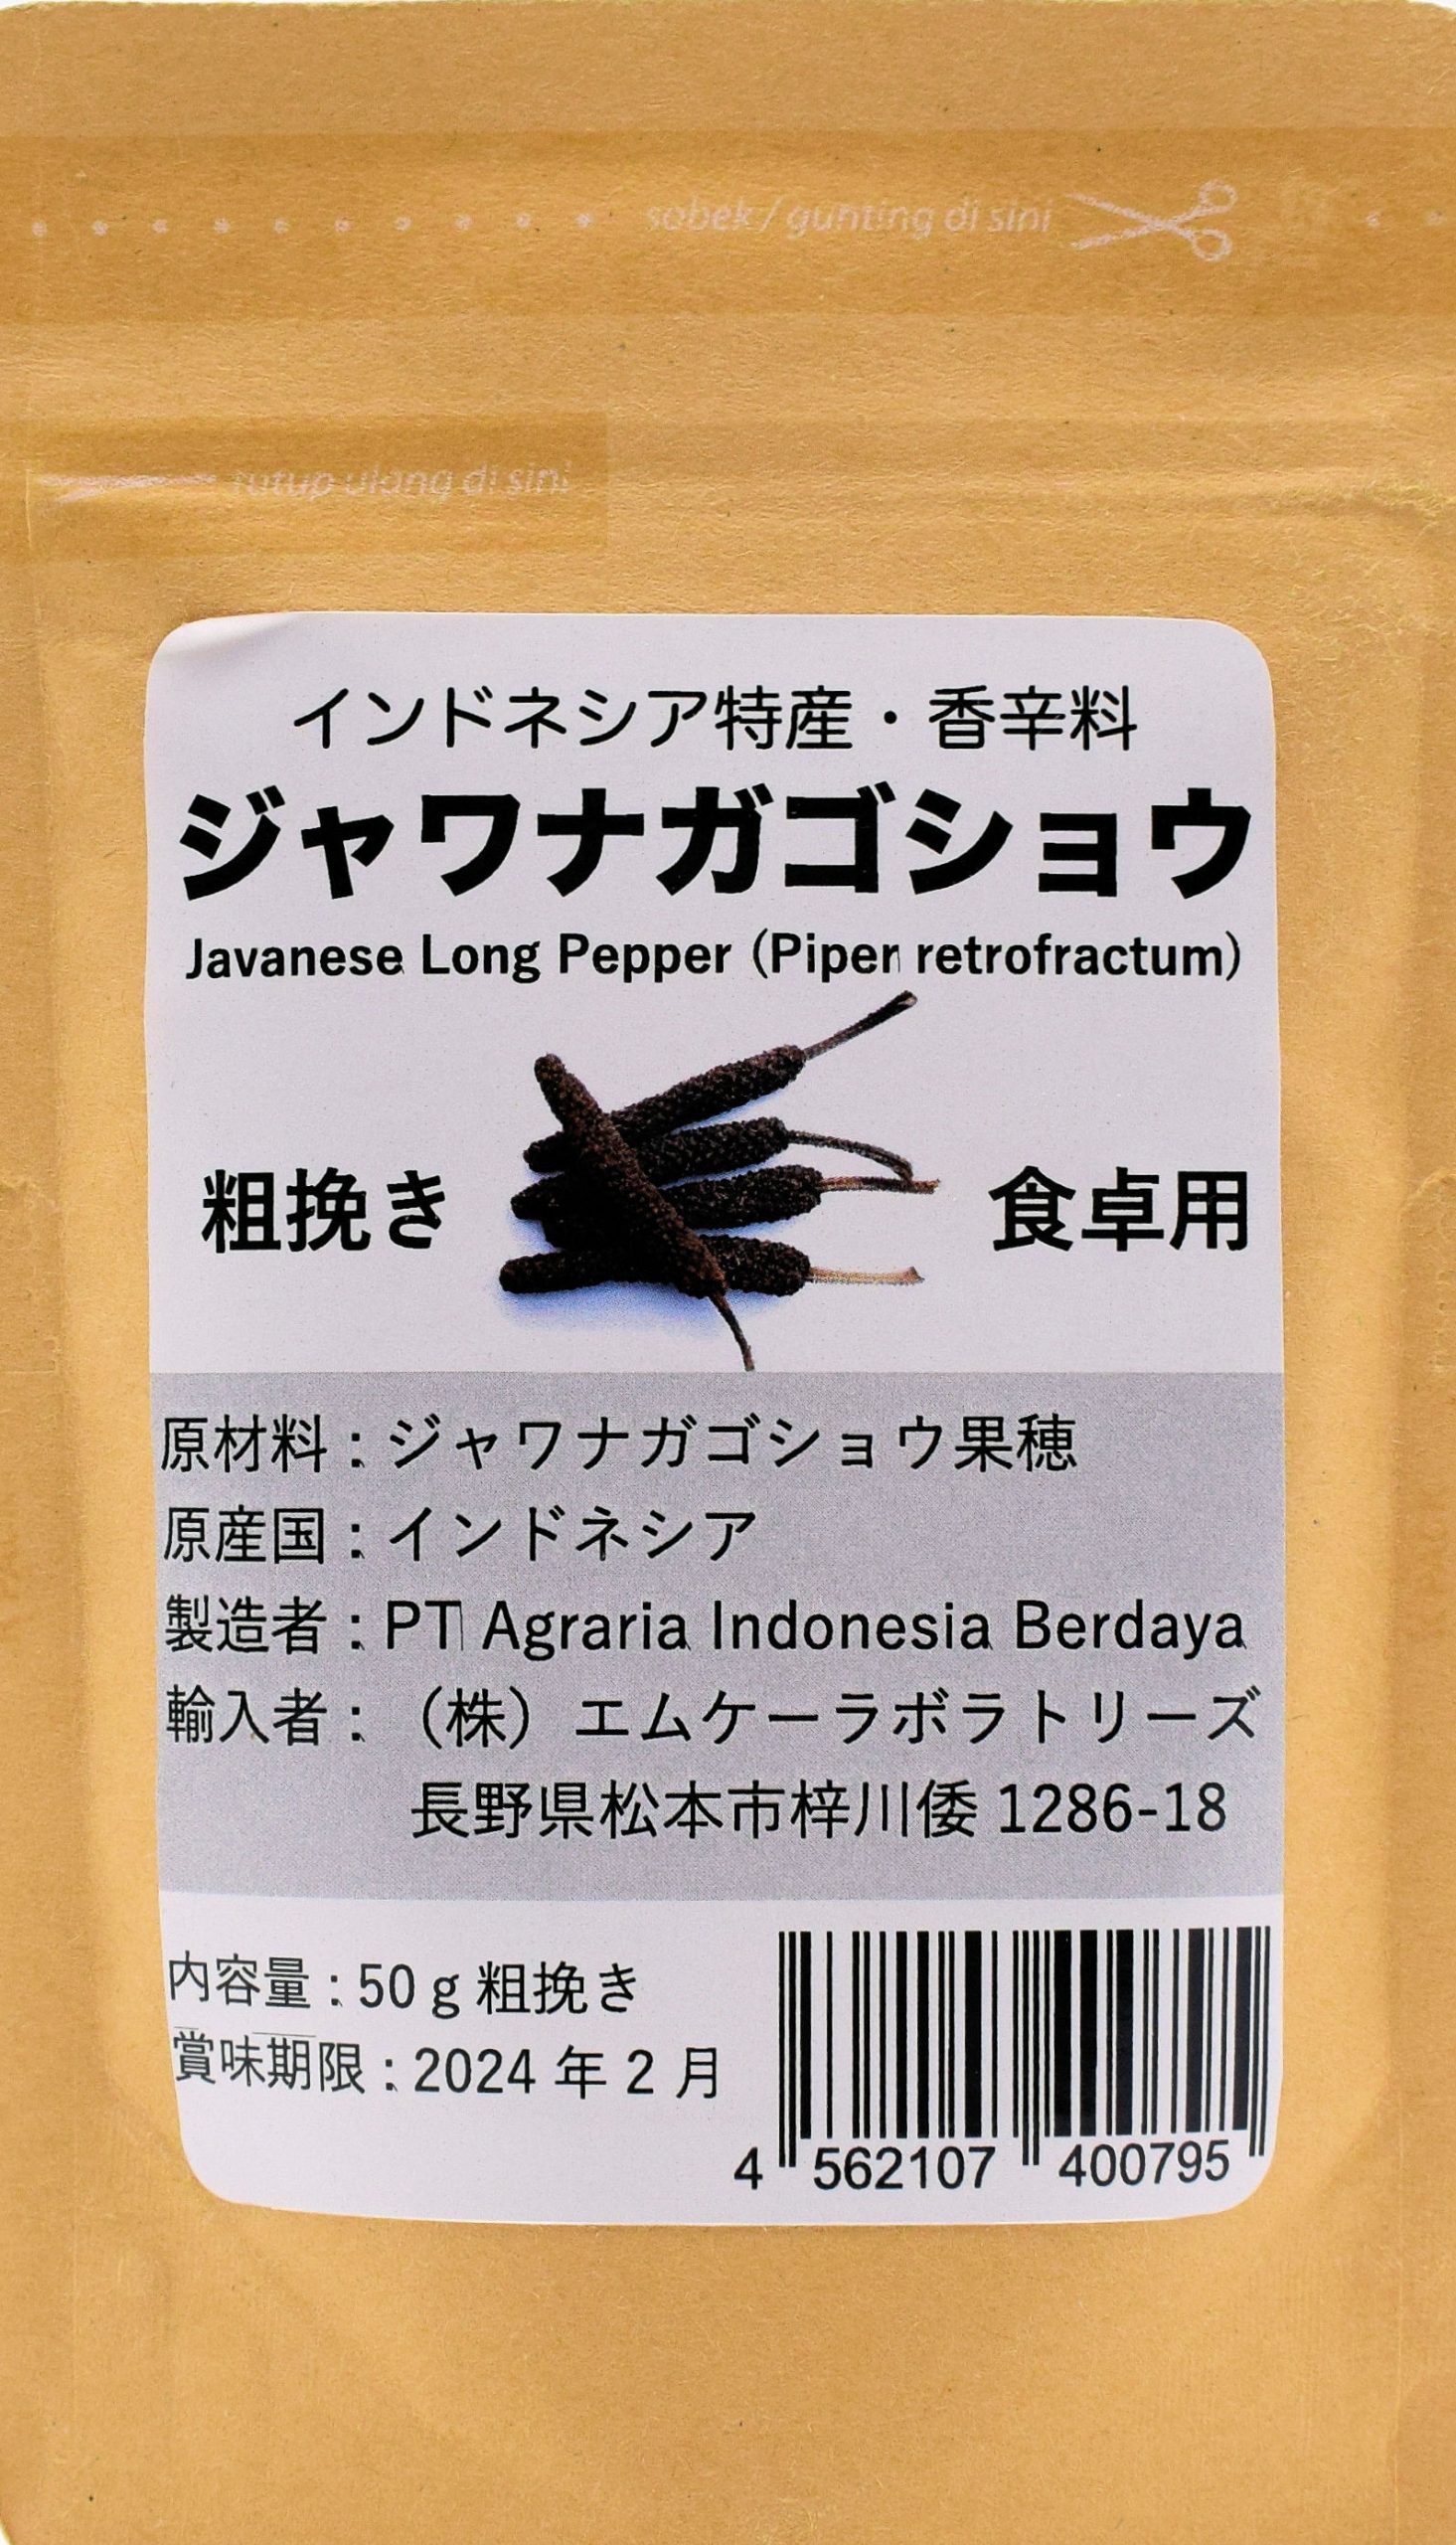 sobek / gunting di sini
tutup ulang di sini
インドネシア特産・香辛料
ジャワナガゴショウ
Javanese Long Pepper (Piper retrofractum)
粗挽き 食卓用
原材料：ジャワナガゴショウ果穂
原産国：インドネシア
製造者：PT Agraria Indonesia Berdaya
輸入者：（株）エムケーラボラトリーズ
長野県松本市梓川倭 1286-18
内容量：50 g 粗挽き
賞味期限：2024 年 2 月
4 562107 400795